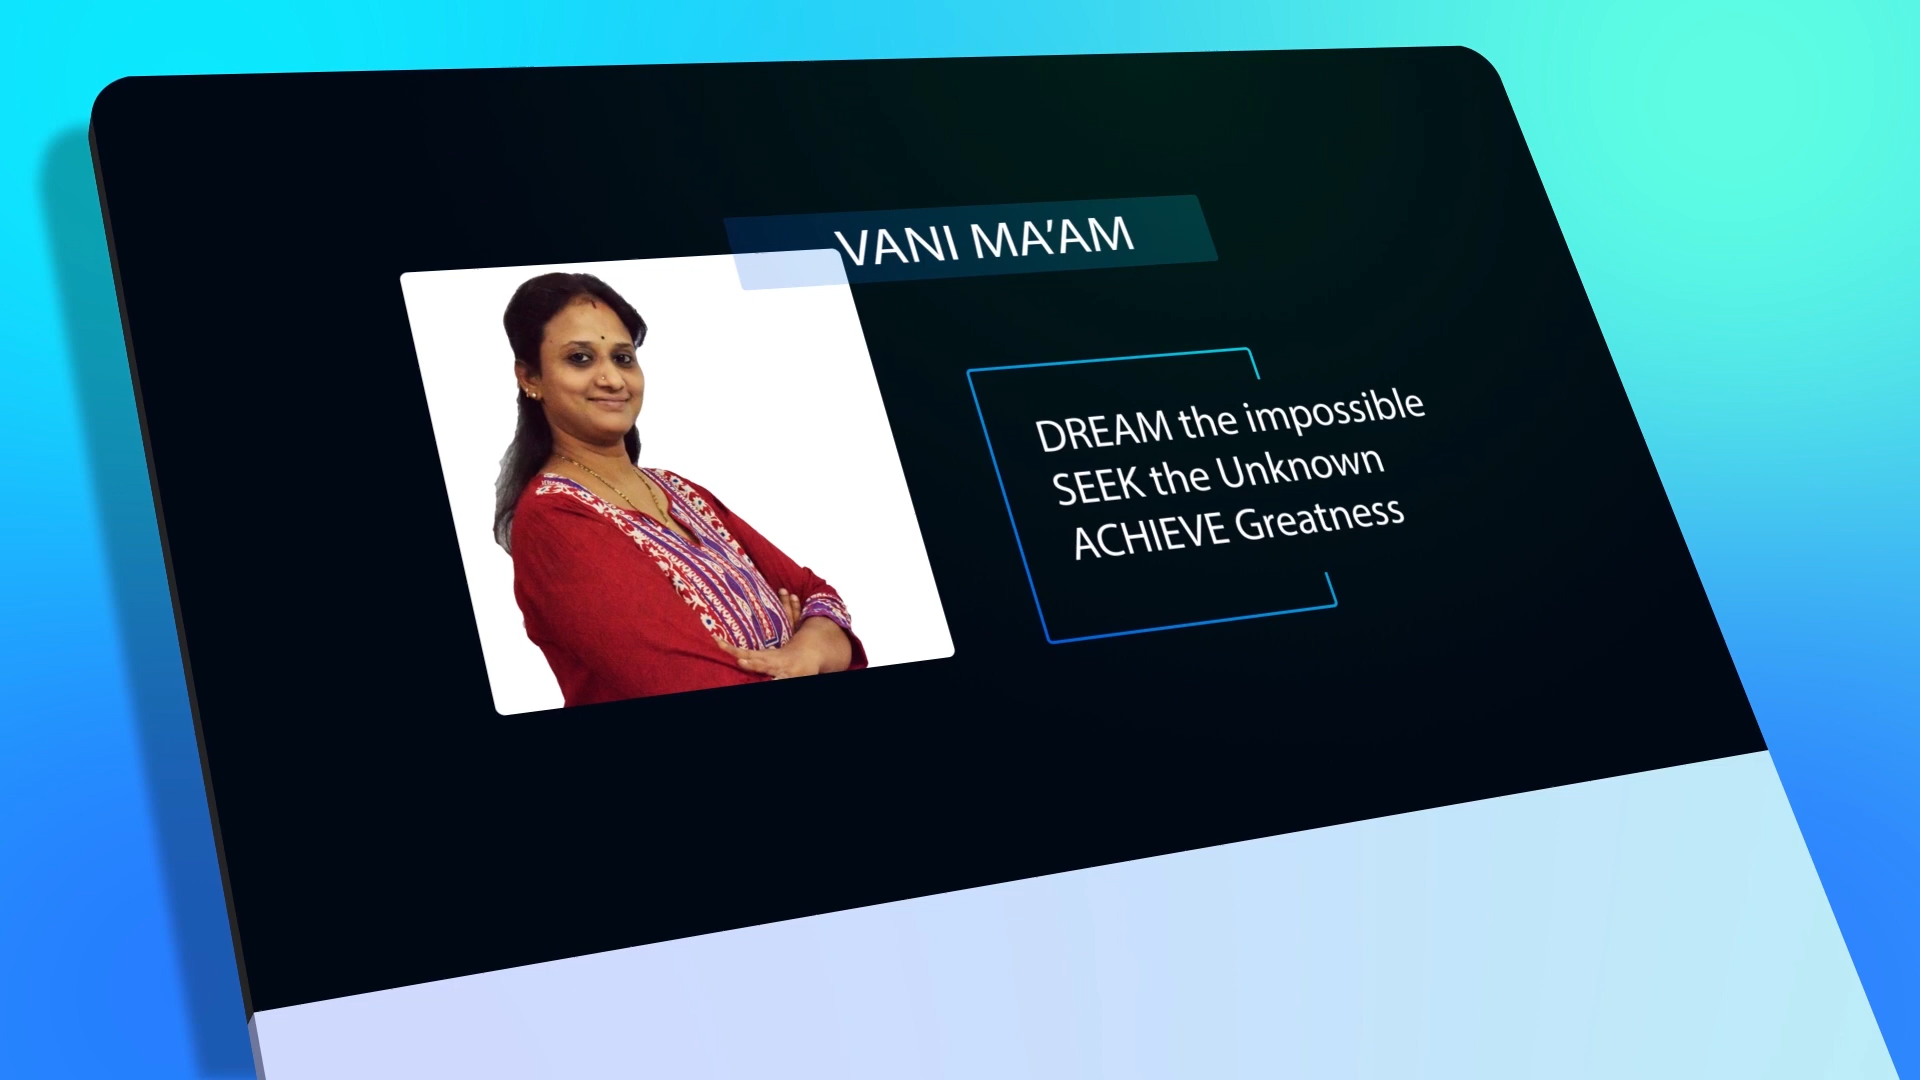 VANI MA’AM
DREAM the impossible
SEEK the Unknown
ACHIEVE Greatness